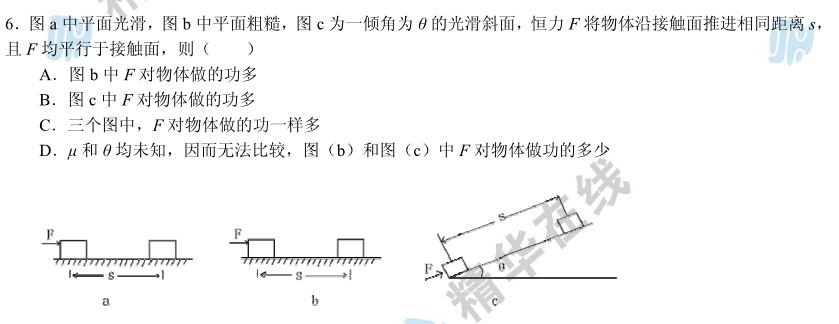 6．图 a 中平面光滑，图 b 中平面粗糙，图 c 为一倾角为 θ 的光滑斜面，恒力 F 将物体沿接触面推进相同距离 s，
且 F 均平行于接触面，则（　　）
A．图 b 中 F 对物体做的功多
B．图 c 中 F 对物体做的功多
C．三个图中，F 对物体做的功一样多
D．μ 和 θ 均未知，因而无法比较，图（b）和图（c）中 F 对物体做功的多少
F
s
a
F
s
b
s
F
θ
c
精华在线